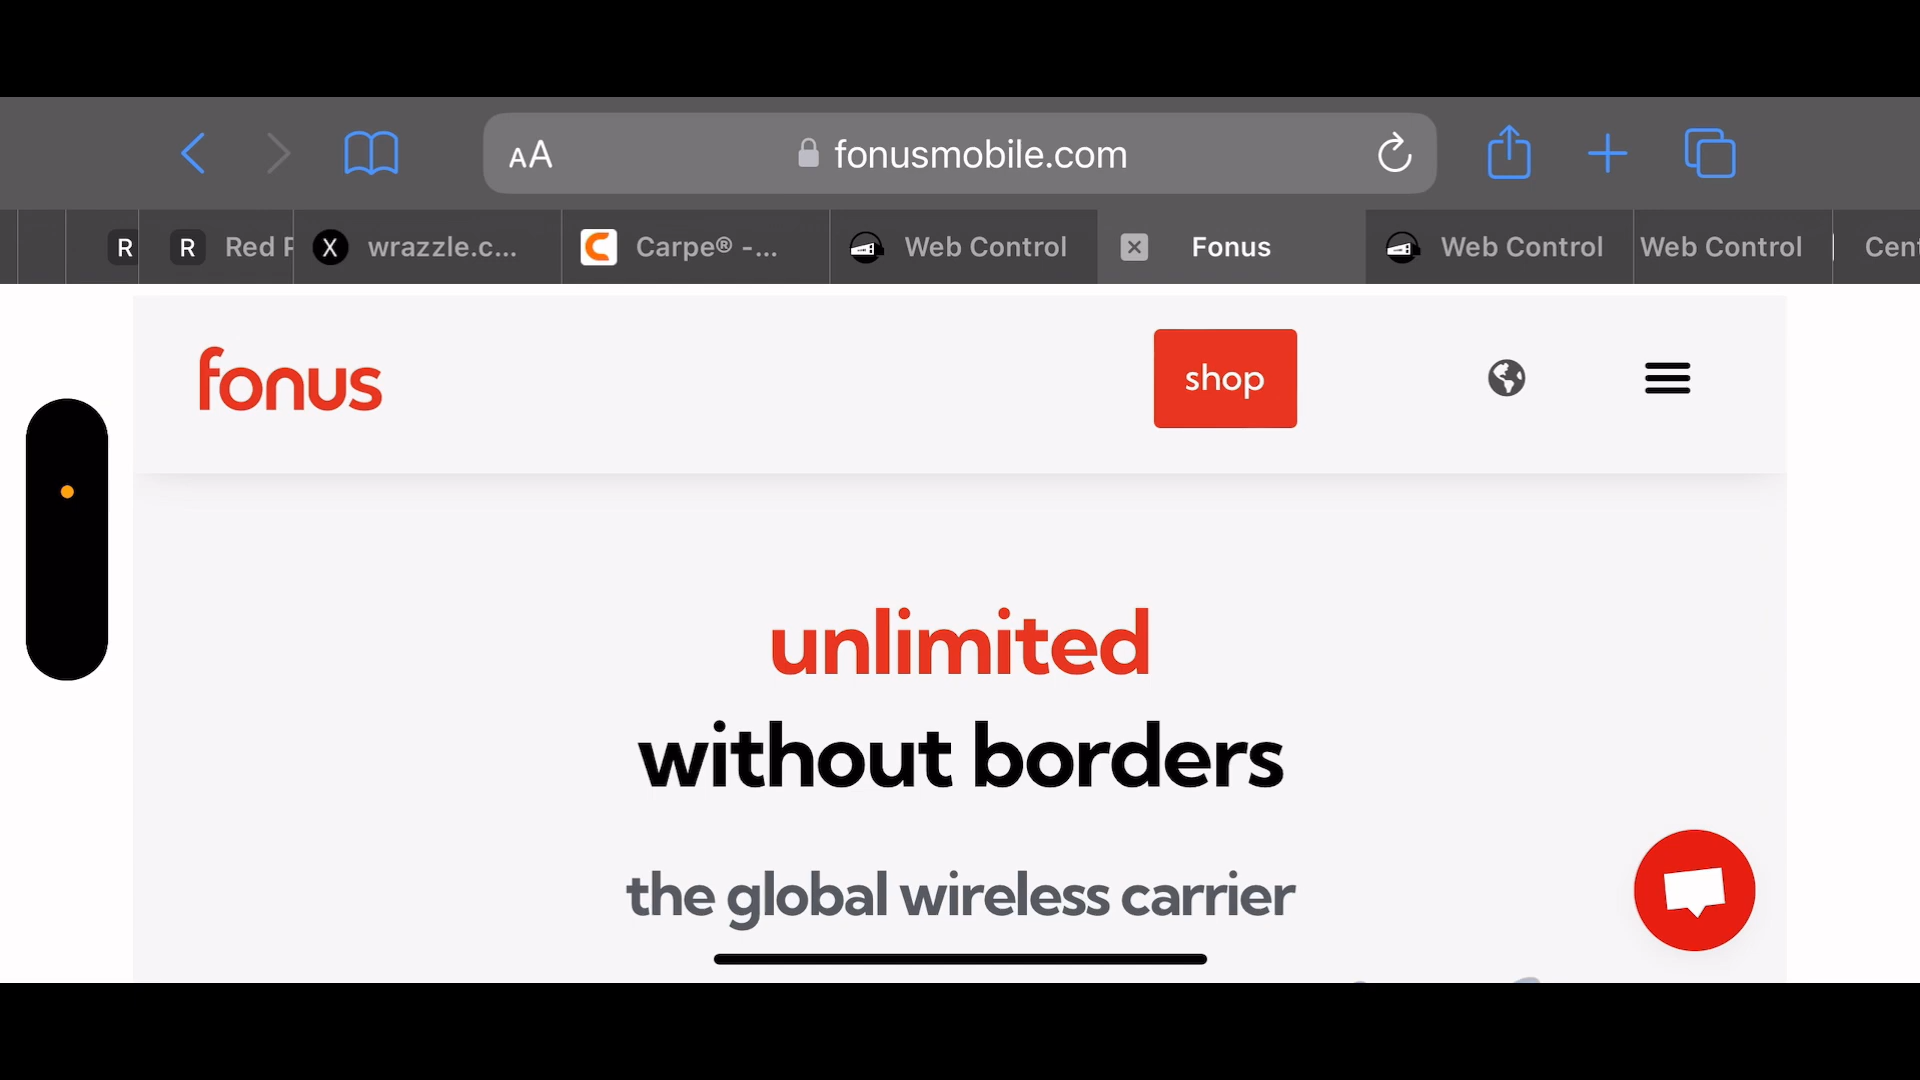 AA fonusmobile.com
R R Red X wrazzle.c... Carpe® -... Web Control Fonus Web Control Web Control Cent
fonus shop
unlimited
without borders
the global wireless carrier